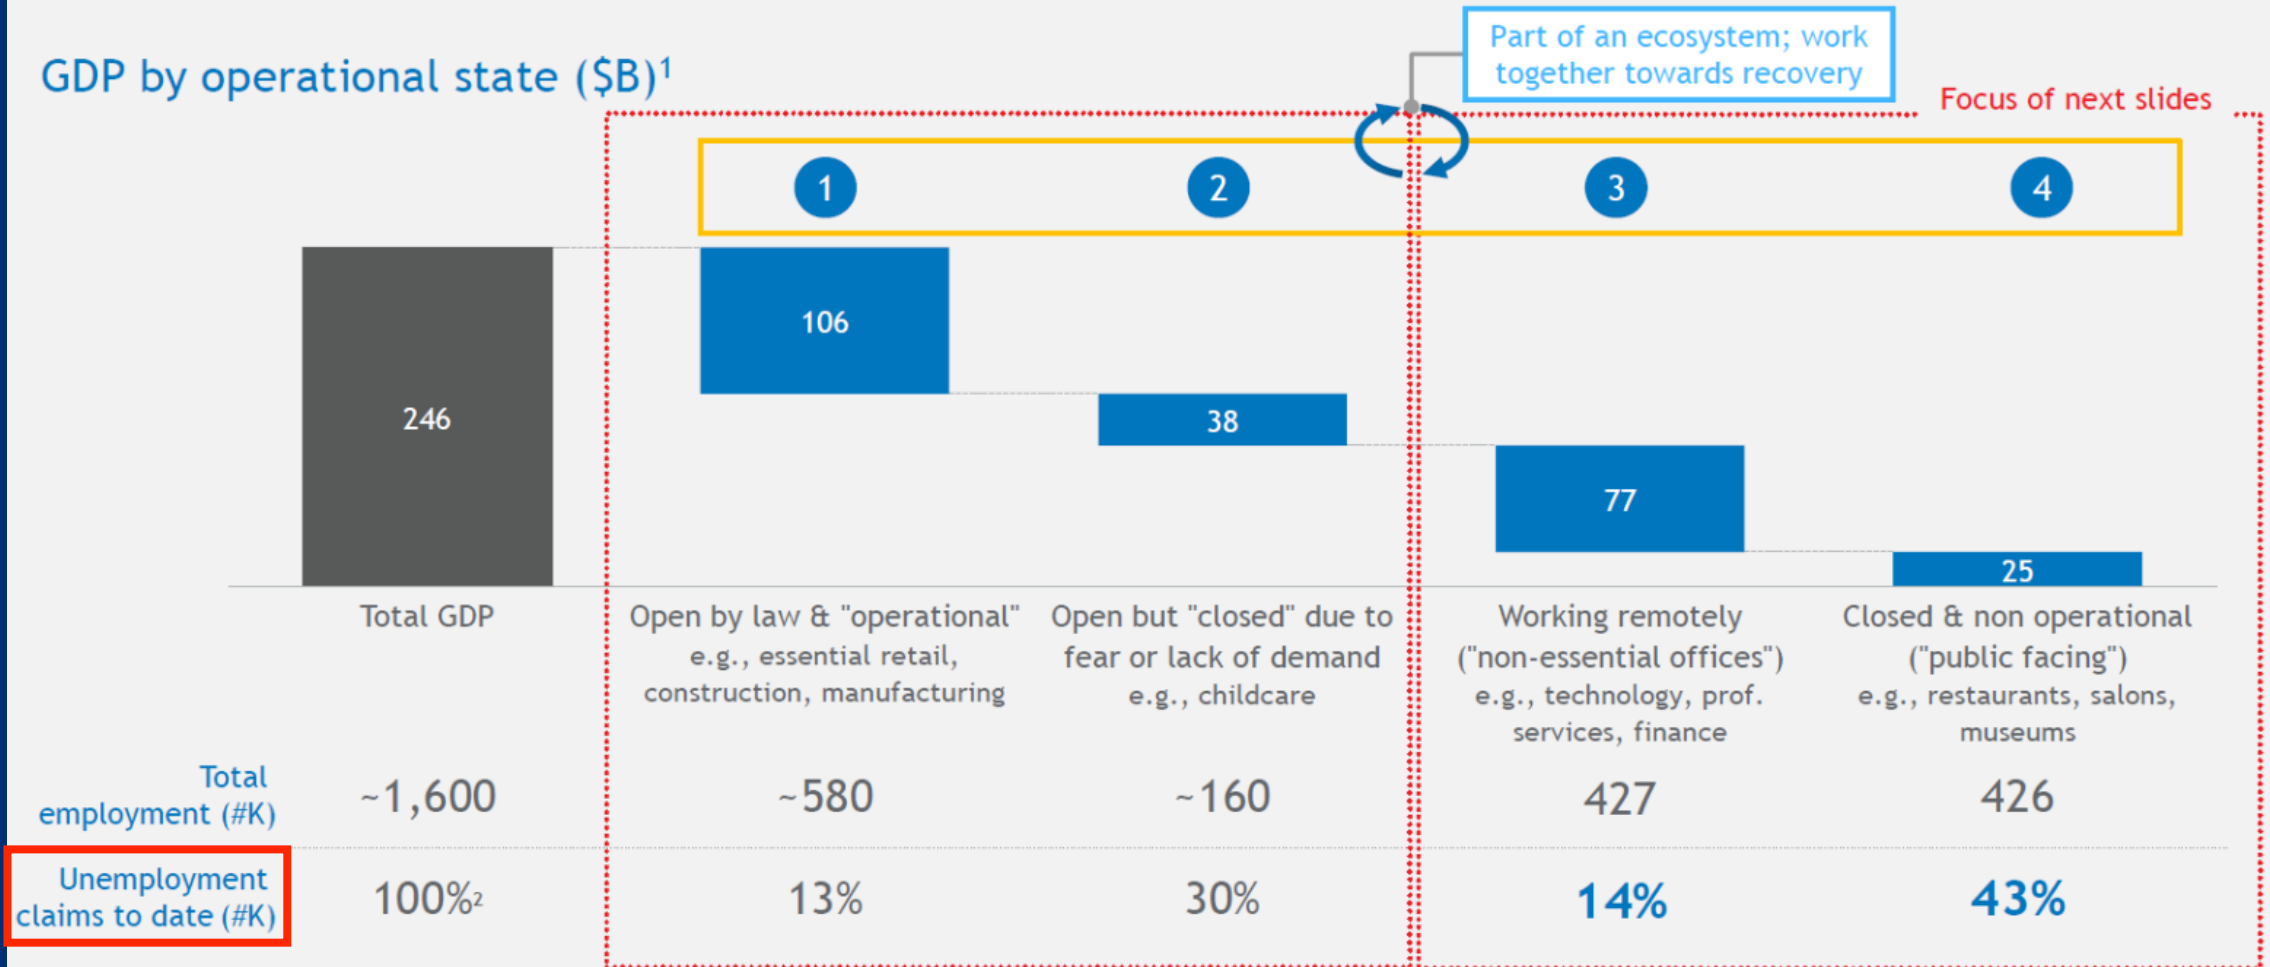 Part of an ecosystem; work
together towards recovery
GDP by operational state ($B)¹
Focus of next slides
1
2
3
4
246
106
38
77
25
Total GDP
Open by law & "operational"
e.g., essential retail,
construction, manufacturing
Open but "closed" due to
fear or lack of demand
e.g., childcare
Working remotely
("non-essential offices")
e.g., technology, prof.
services, finance
Closed & non operational
("public facing")
e.g., restaurants, salons,
museums
Total
employment (#K)
~1,600
~580
~160
427
426
Unemployment
claims to date (#K)
100%²
13%
30%
14%
43%